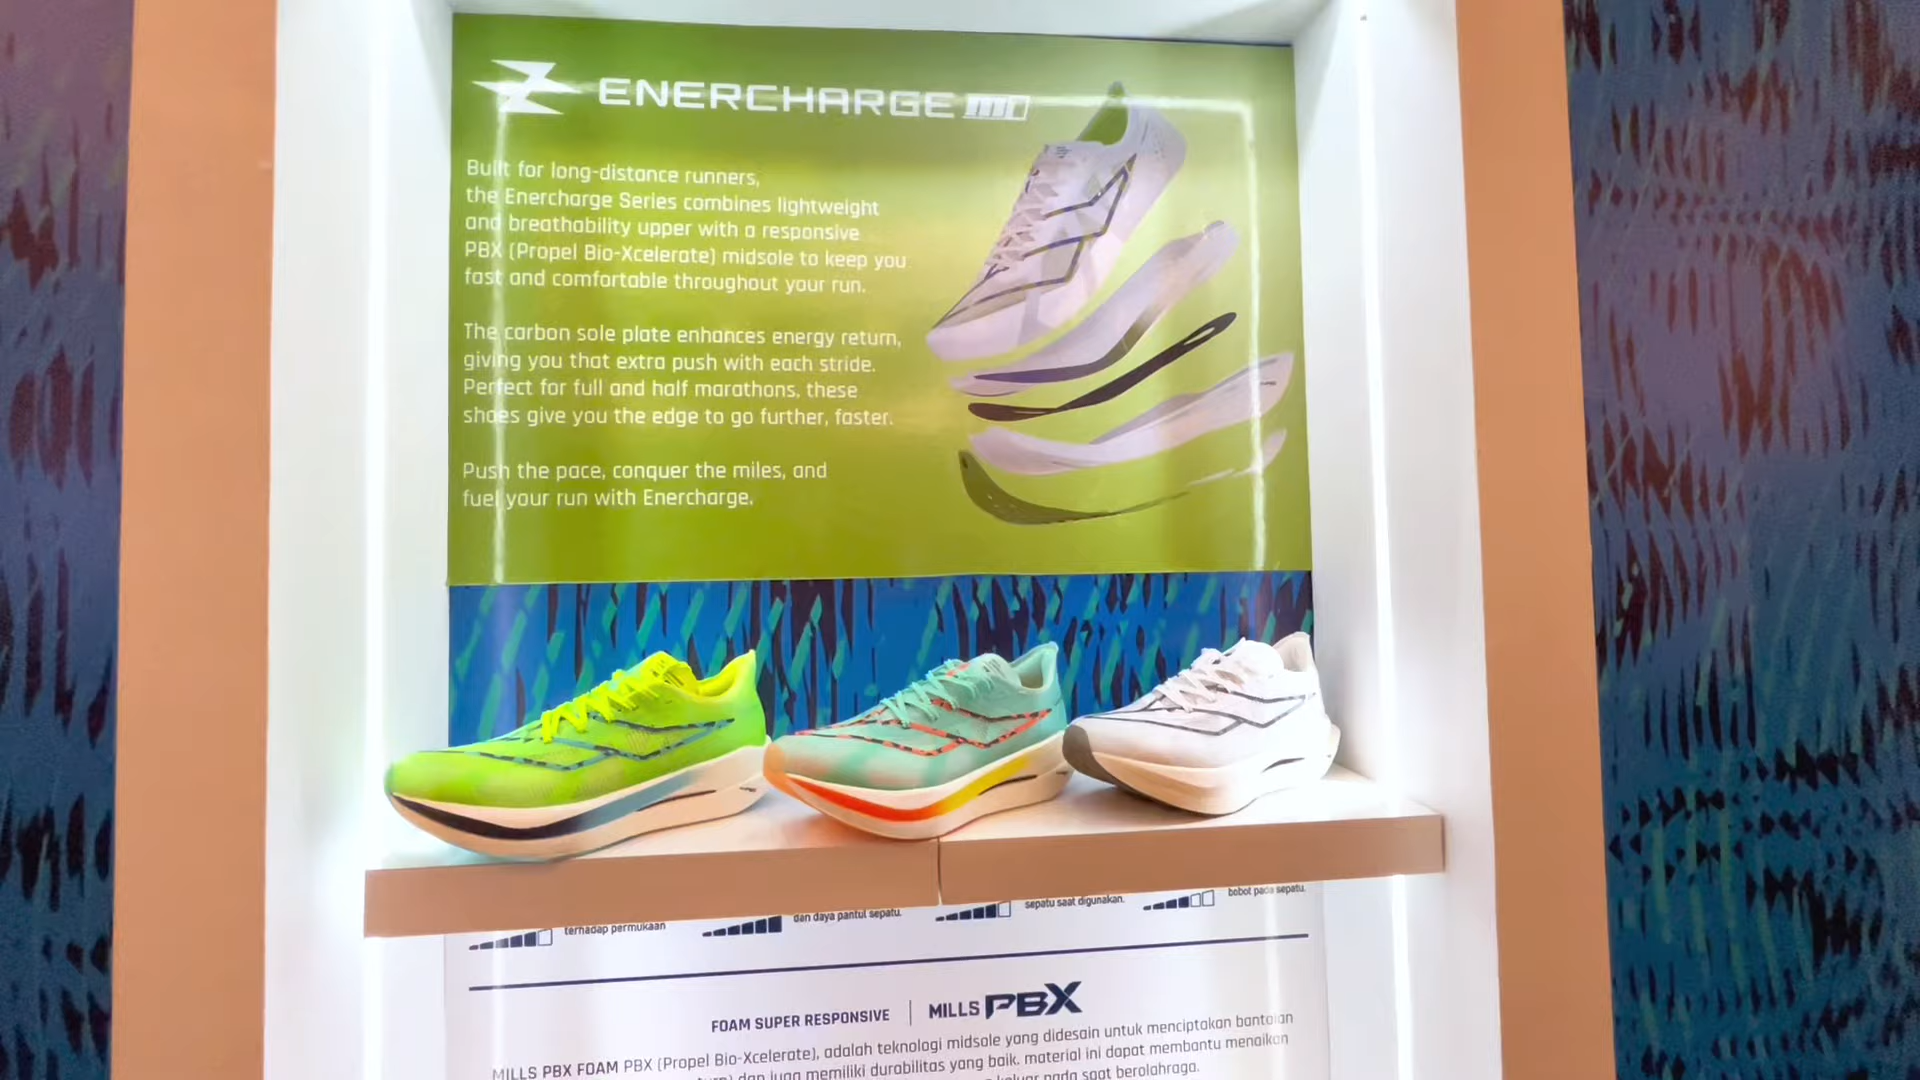 ENERCHARGE
Built for long-distance runners,
the Enercharge Series combines lightweight
and breathability upper with a responsive
PBX (Propel Bio-Xcelerate) midsole to keep you
fast and comfortable throughout your run.
The carbon sole plate enhances energy return,
giving you that extra push with each stride.
Perfect for full and half marathons, these
shoes give you the edge to go further, faster.
Push the pace, conquer the miles, and
fuel your run with Enercharge.
terhadap permukaan
dan daya pantul sepatu.
sepatu saat digunakan.
bobot pada sepatu.
FOAM SUPER RESPONSIVE | MILLS PBX
MILLS PBX FOAM PBX (Propel Bio-Xcelerate), adalah teknologi midsole yang didesain untuk menciptakan bantalan
dan juga memiliki durabilitas yang baik. material ini dapat membantu menaikan
pada saat berolahraga.